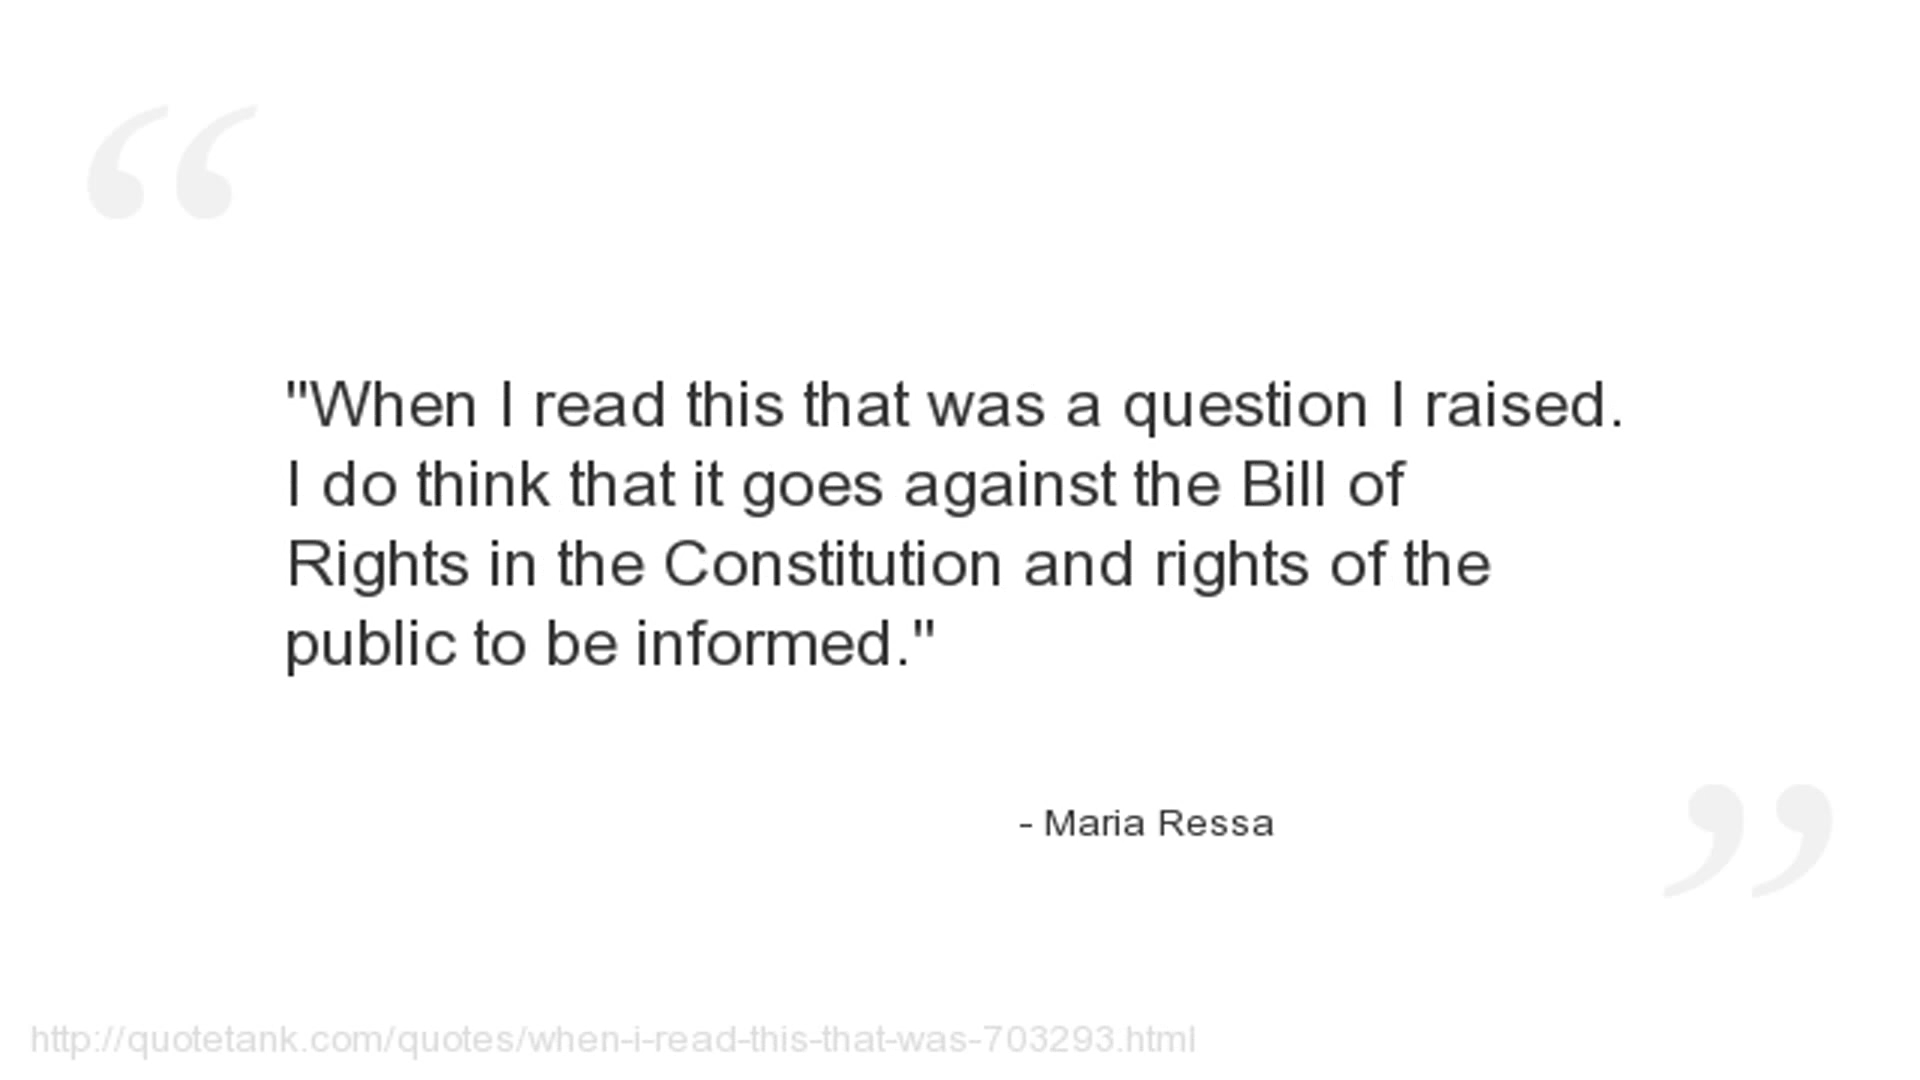 "When I read this that was a question I raised.
I do think that it goes against the Bill of
Rights in the Constitution and rights of the
public to be informed."
- Maria Ressa
http://quotetank.com/quotes/when-i-read-this-that-was-703293.html